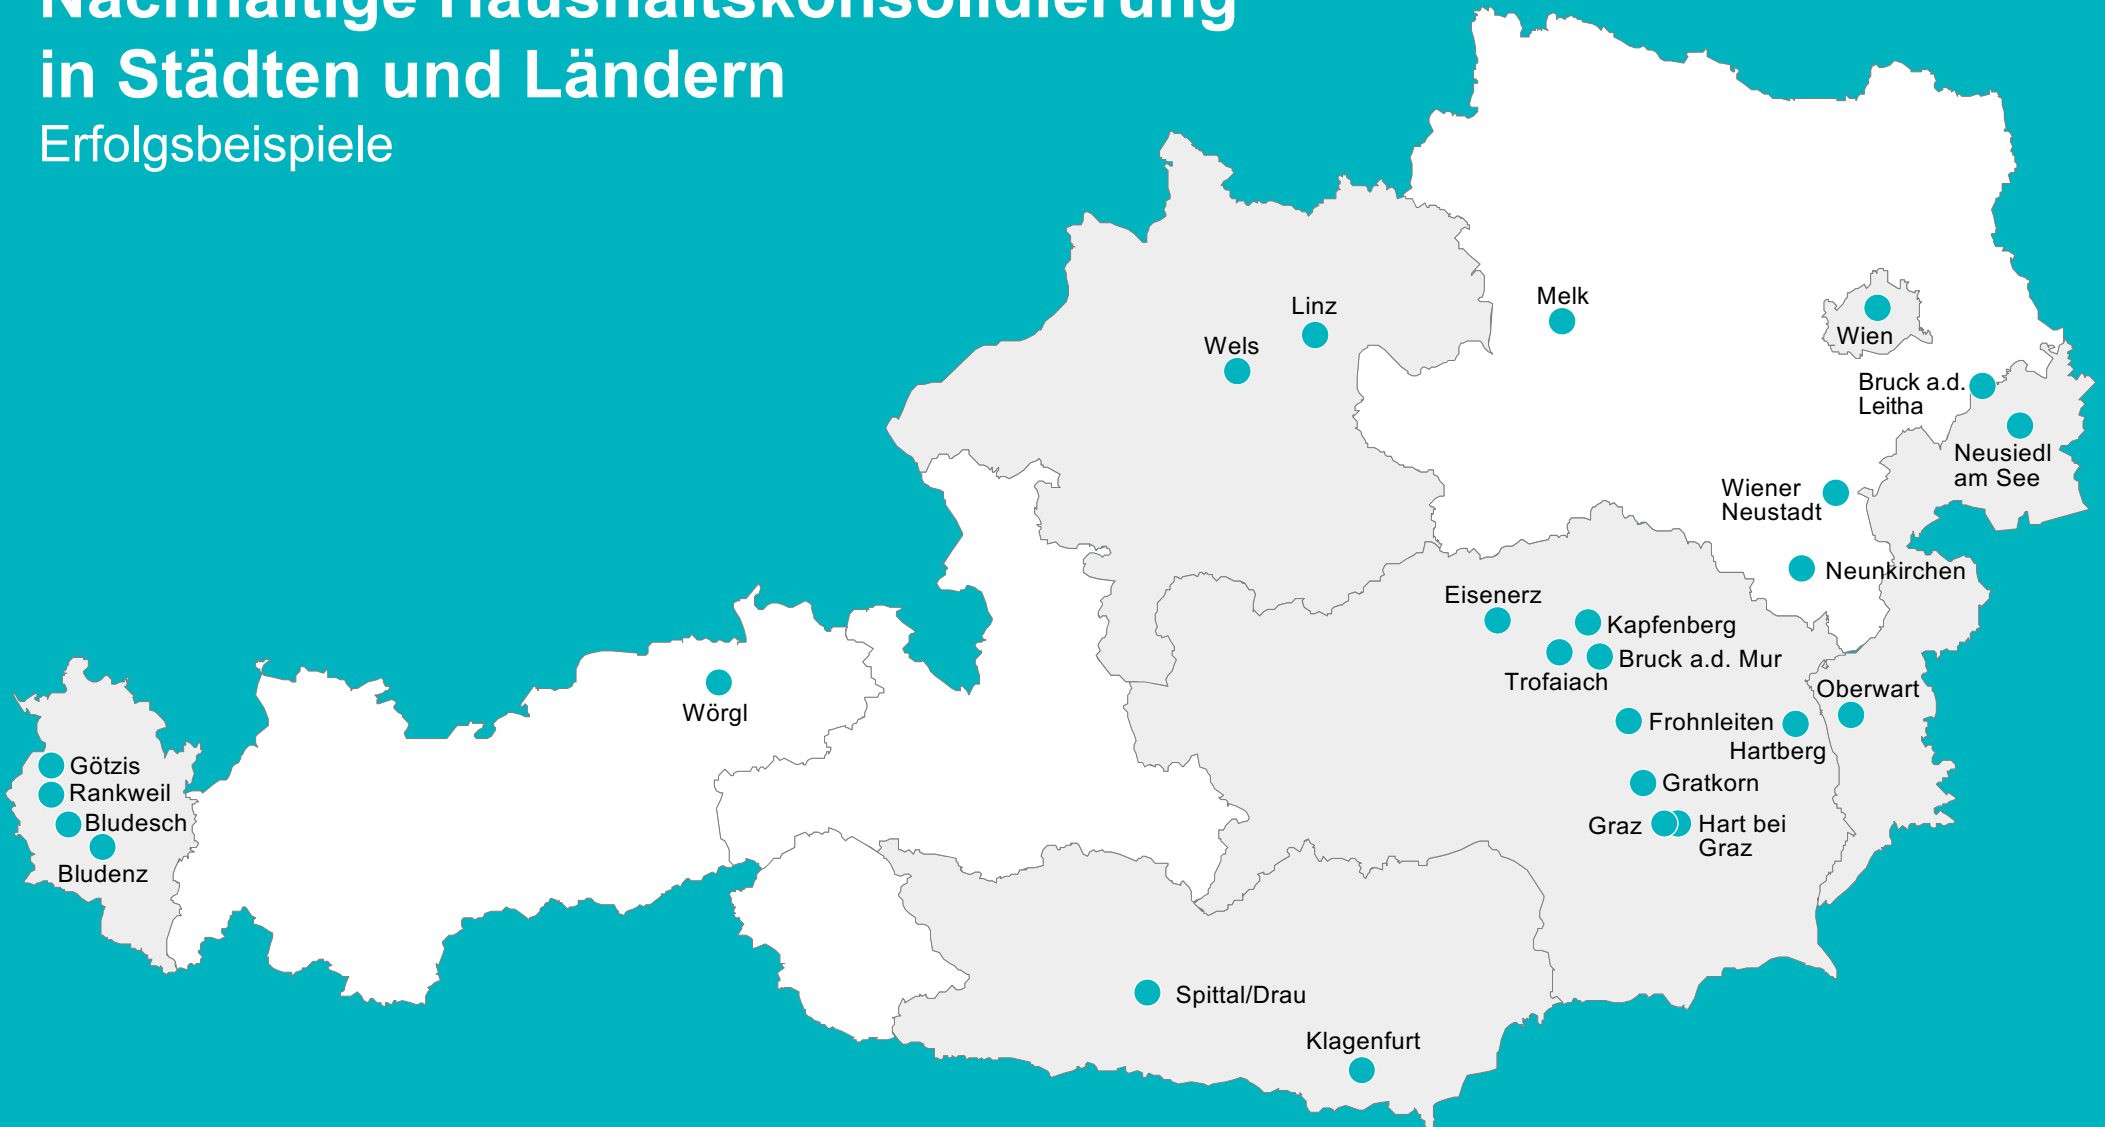 Nachhaltige Haushaltskonsolidierung
in Städten und Ländern
Erfolgsbeispiele
Linz
Melk
Wels
Wien
Bruck a.d.
Leitha
Neusiedl
am See
Wiener
Neustadt
Neunkirchen
Eisenerz
Kapfenberg
Bruck a.d. Mur
Trofaiach
Oberwart
Wörgl
Frohnleiten
Hartberg
Götzis
Rankweil
Bludesch
Bludenz
Gratkorn
Graz
Hart bei
Graz
Spittal/Drau
Klagenfurt